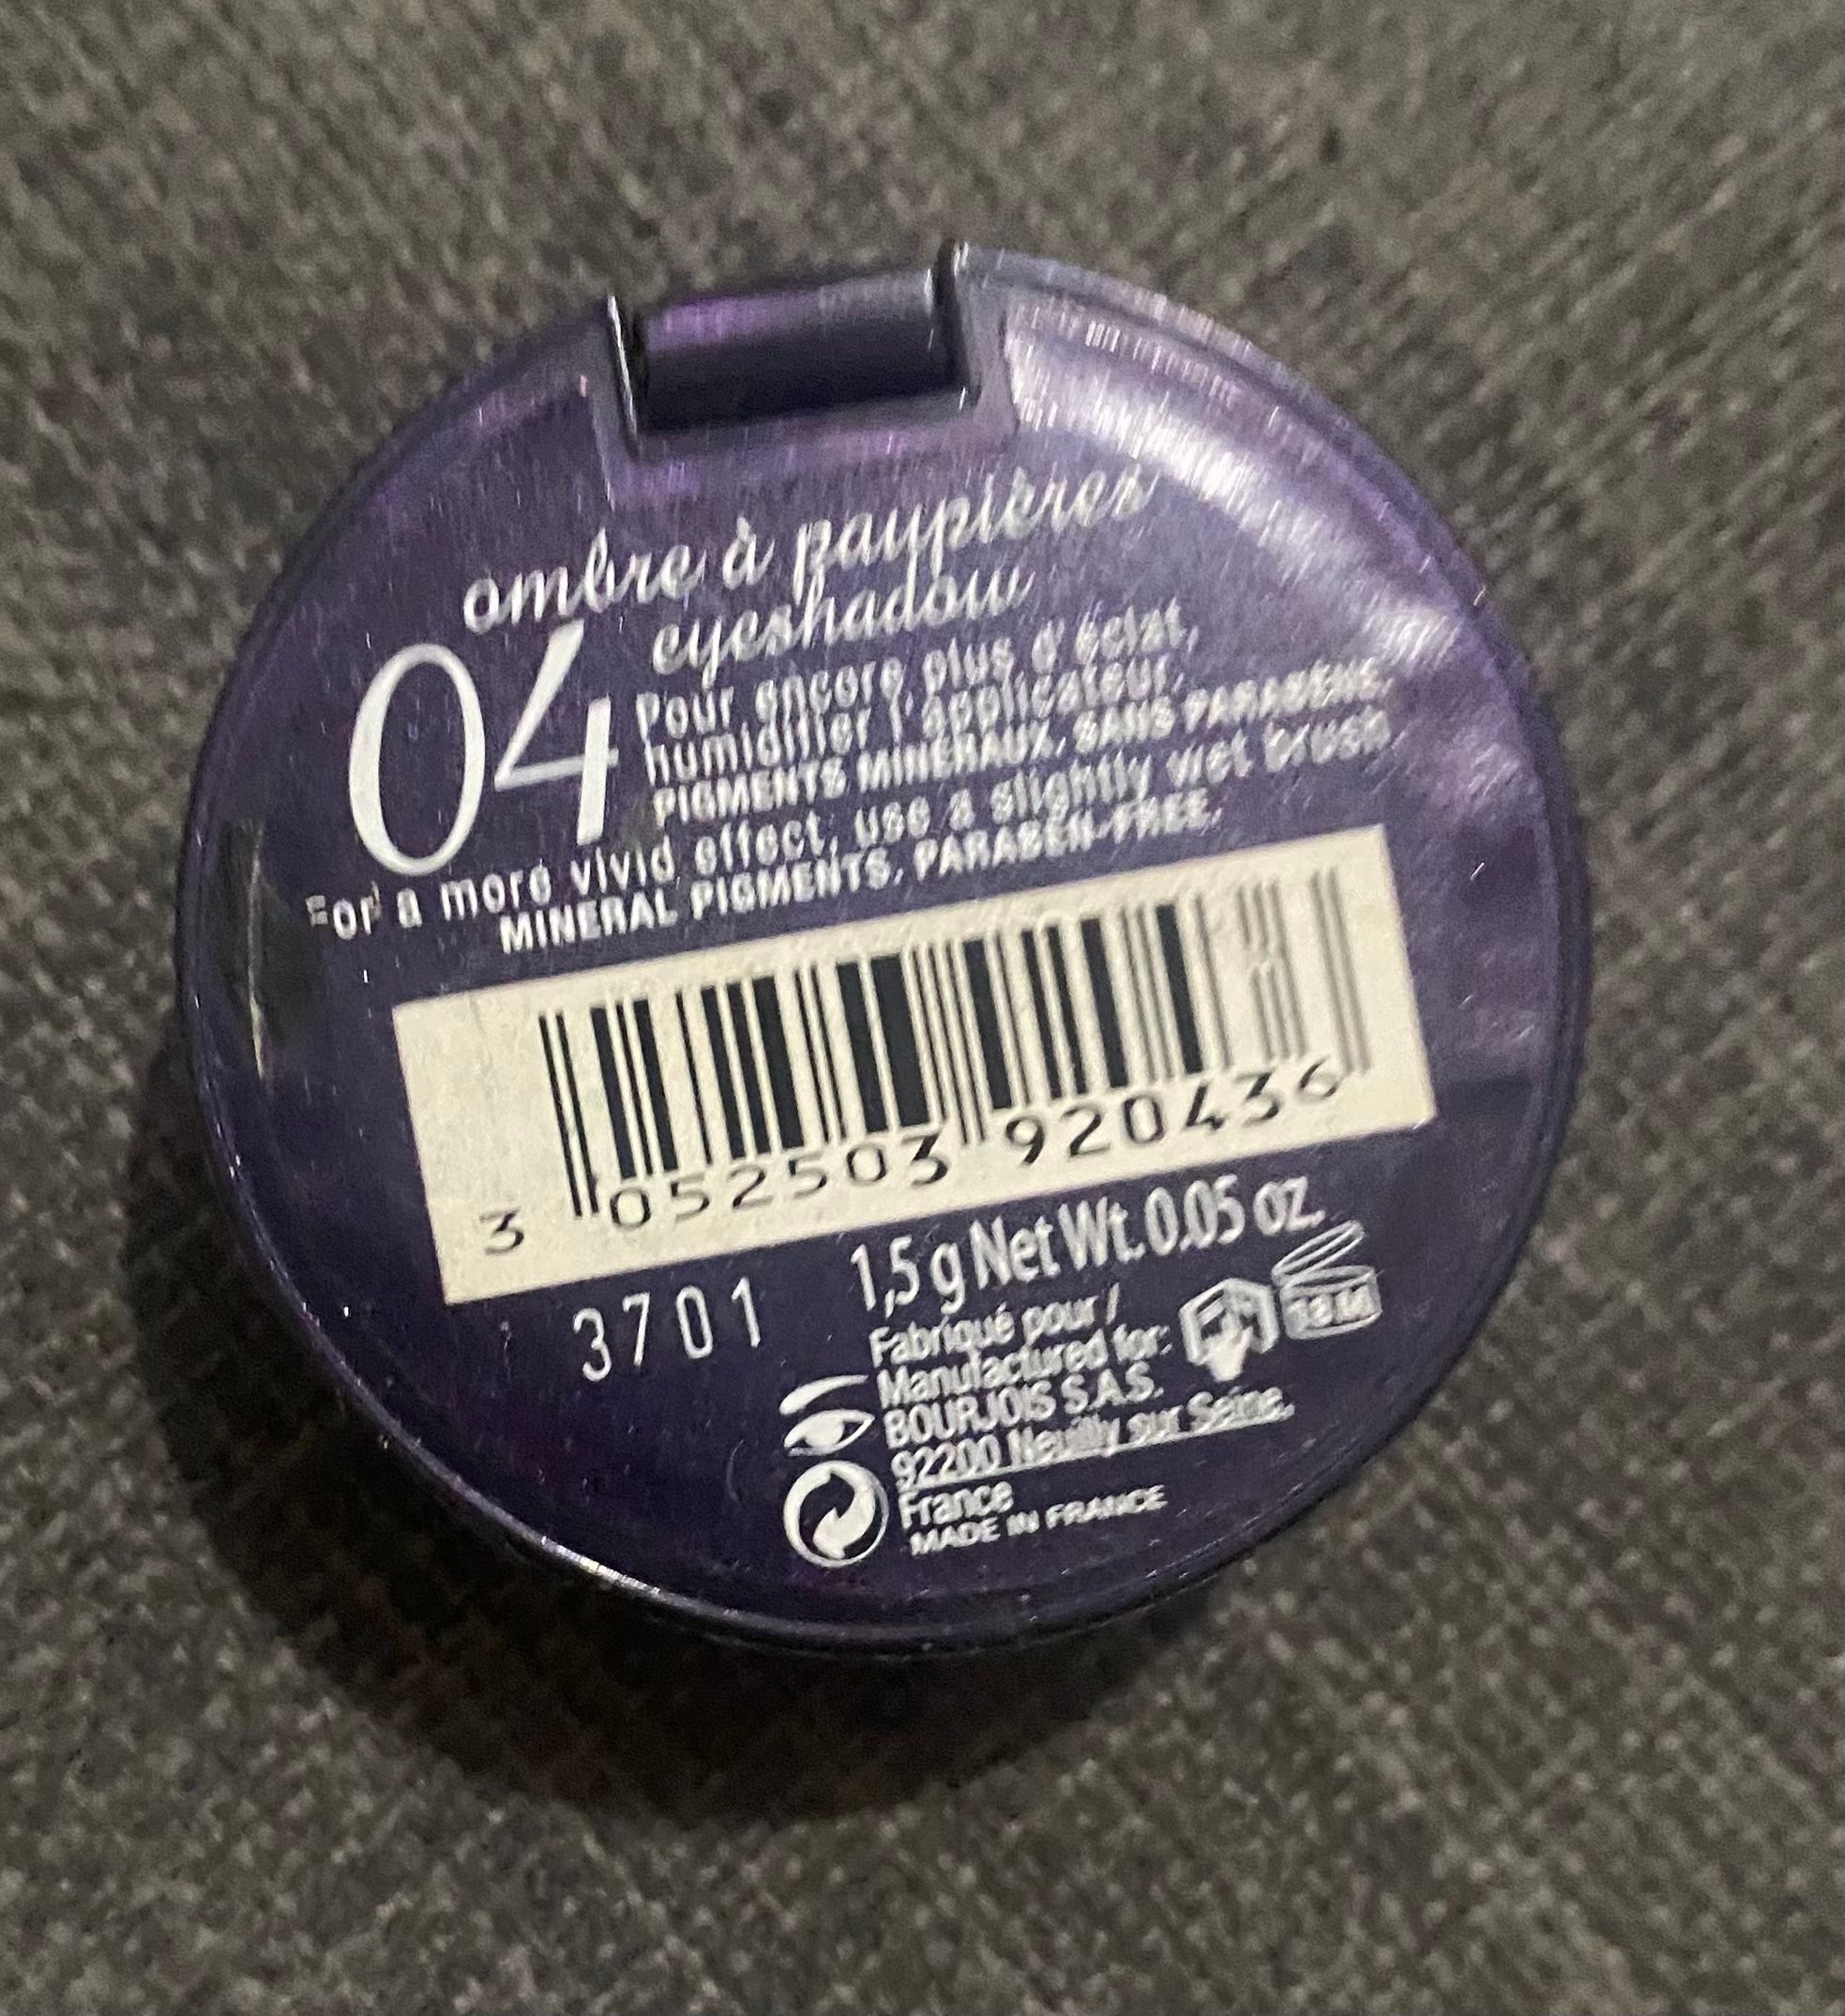 ombre à paupières
eyeshadow
04
Pour encore plus d'éclat,
humidifier l'applicateur.
PIGMENTS MINÉRAUX. SANS PARABÈNE.
For a more vivid effect, use a slightly wet brush.
MINERAL PIGMENTS. PARABEN-FREE.
3 052503 920436
1,5 g Net Wt. 0.05 oz.
3701
Fabriqué pour /
Manufactured for:
BOURJOIS S.A.S.
92200 Neuilly sur Seine.
France
MADE IN FRANCE